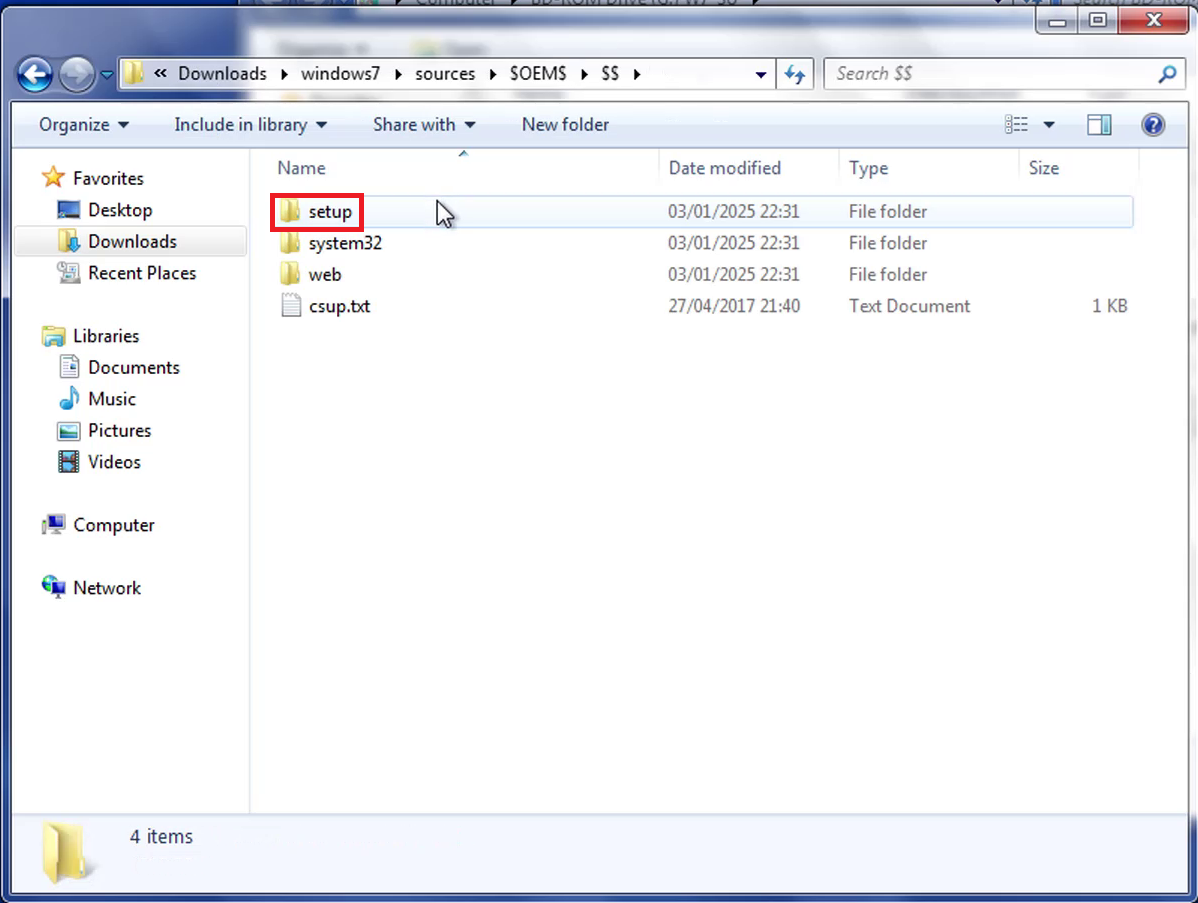 « Downloads windows7 sources $OEM$ $$ Search $$
Organize Include in library Share with New folder
Favorites
Desktop
Downloads
Recent Places
Libraries
Documents
Music
Pictures
Videos
Computer
Network
Name Date modified Type Size
setup 03/01/2025 22:31 File folder
system32 03/01/2025 22:31 File folder
web 03/01/2025 22:31 File folder
csup.txt 27/04/2017 21:40 Text Document 1 KB
4 items